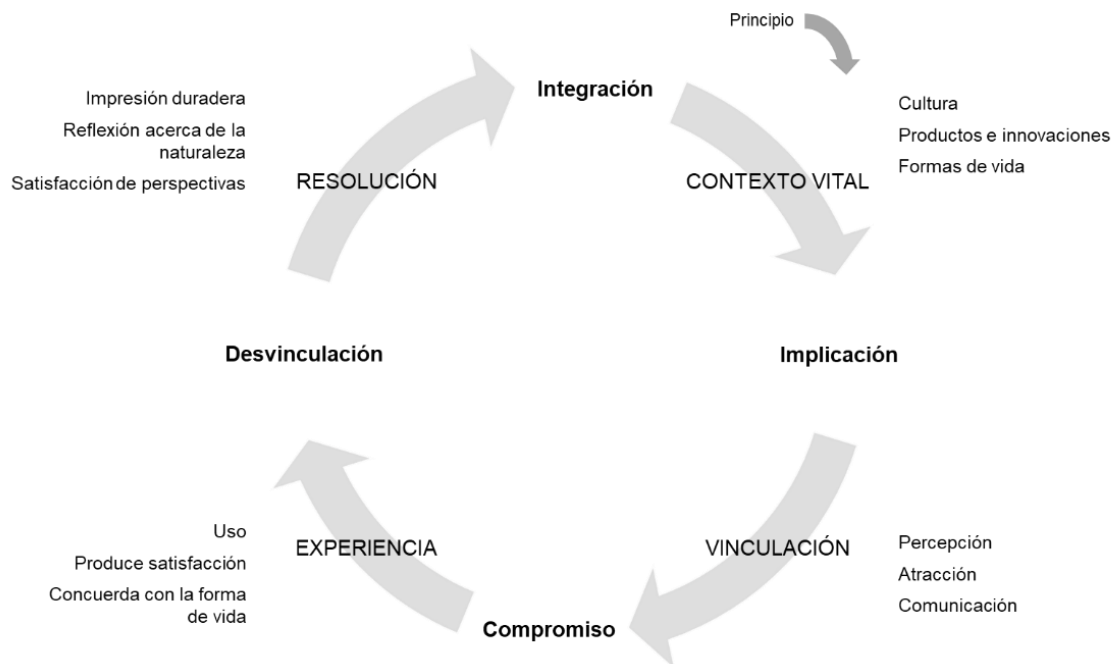 Principio
Integración
Cultura
Productos e innovaciones
Formas de vida
CONTEXTO VITAL
Implicación
VINCULACIÓN
Percepción
Atracción
Comunicación
Compromiso
EXPERIENCIA
Uso
Produce satisfacción
Concuerda con la forma
de vida
Desvinculación
RESOLUCIÓN
Impresión duradera
Reflexión acerca de la
naturaleza
Satisfacción de perspectivas